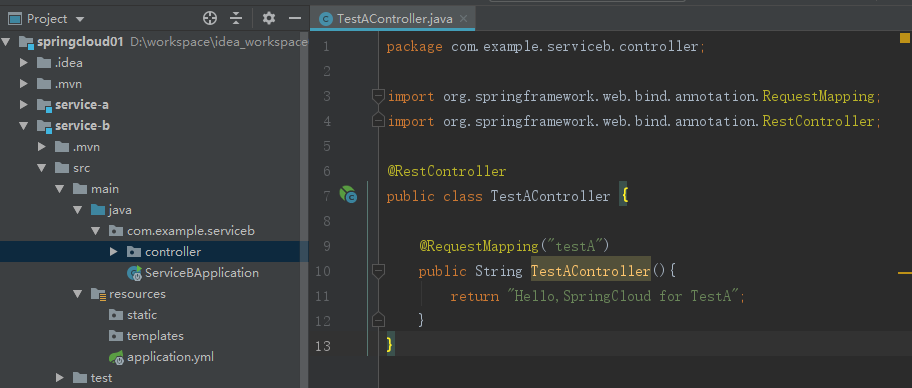 Project
springcloud01 D:\workspace\idea_workspace
.idea
.mvn
service-a
service-b
.mvn
src
main
java
com.example.serviceb
controller
ServiceBApplication
resources
static
templates
application.yml
test
TestAController.java
1 package com.example.serviceb.controller;
2
3 import org.springframework.web.bind.annotation.RequestMapping;
4 import org.springframework.web.bind.annotation.RestController;
5
6 @RestController
7 public class TestAController {
8
9 @RequestMapping("testA")
10 public String TestAController(){
11 return "Hello,SpringCloud for TestA";
12 }
13 }